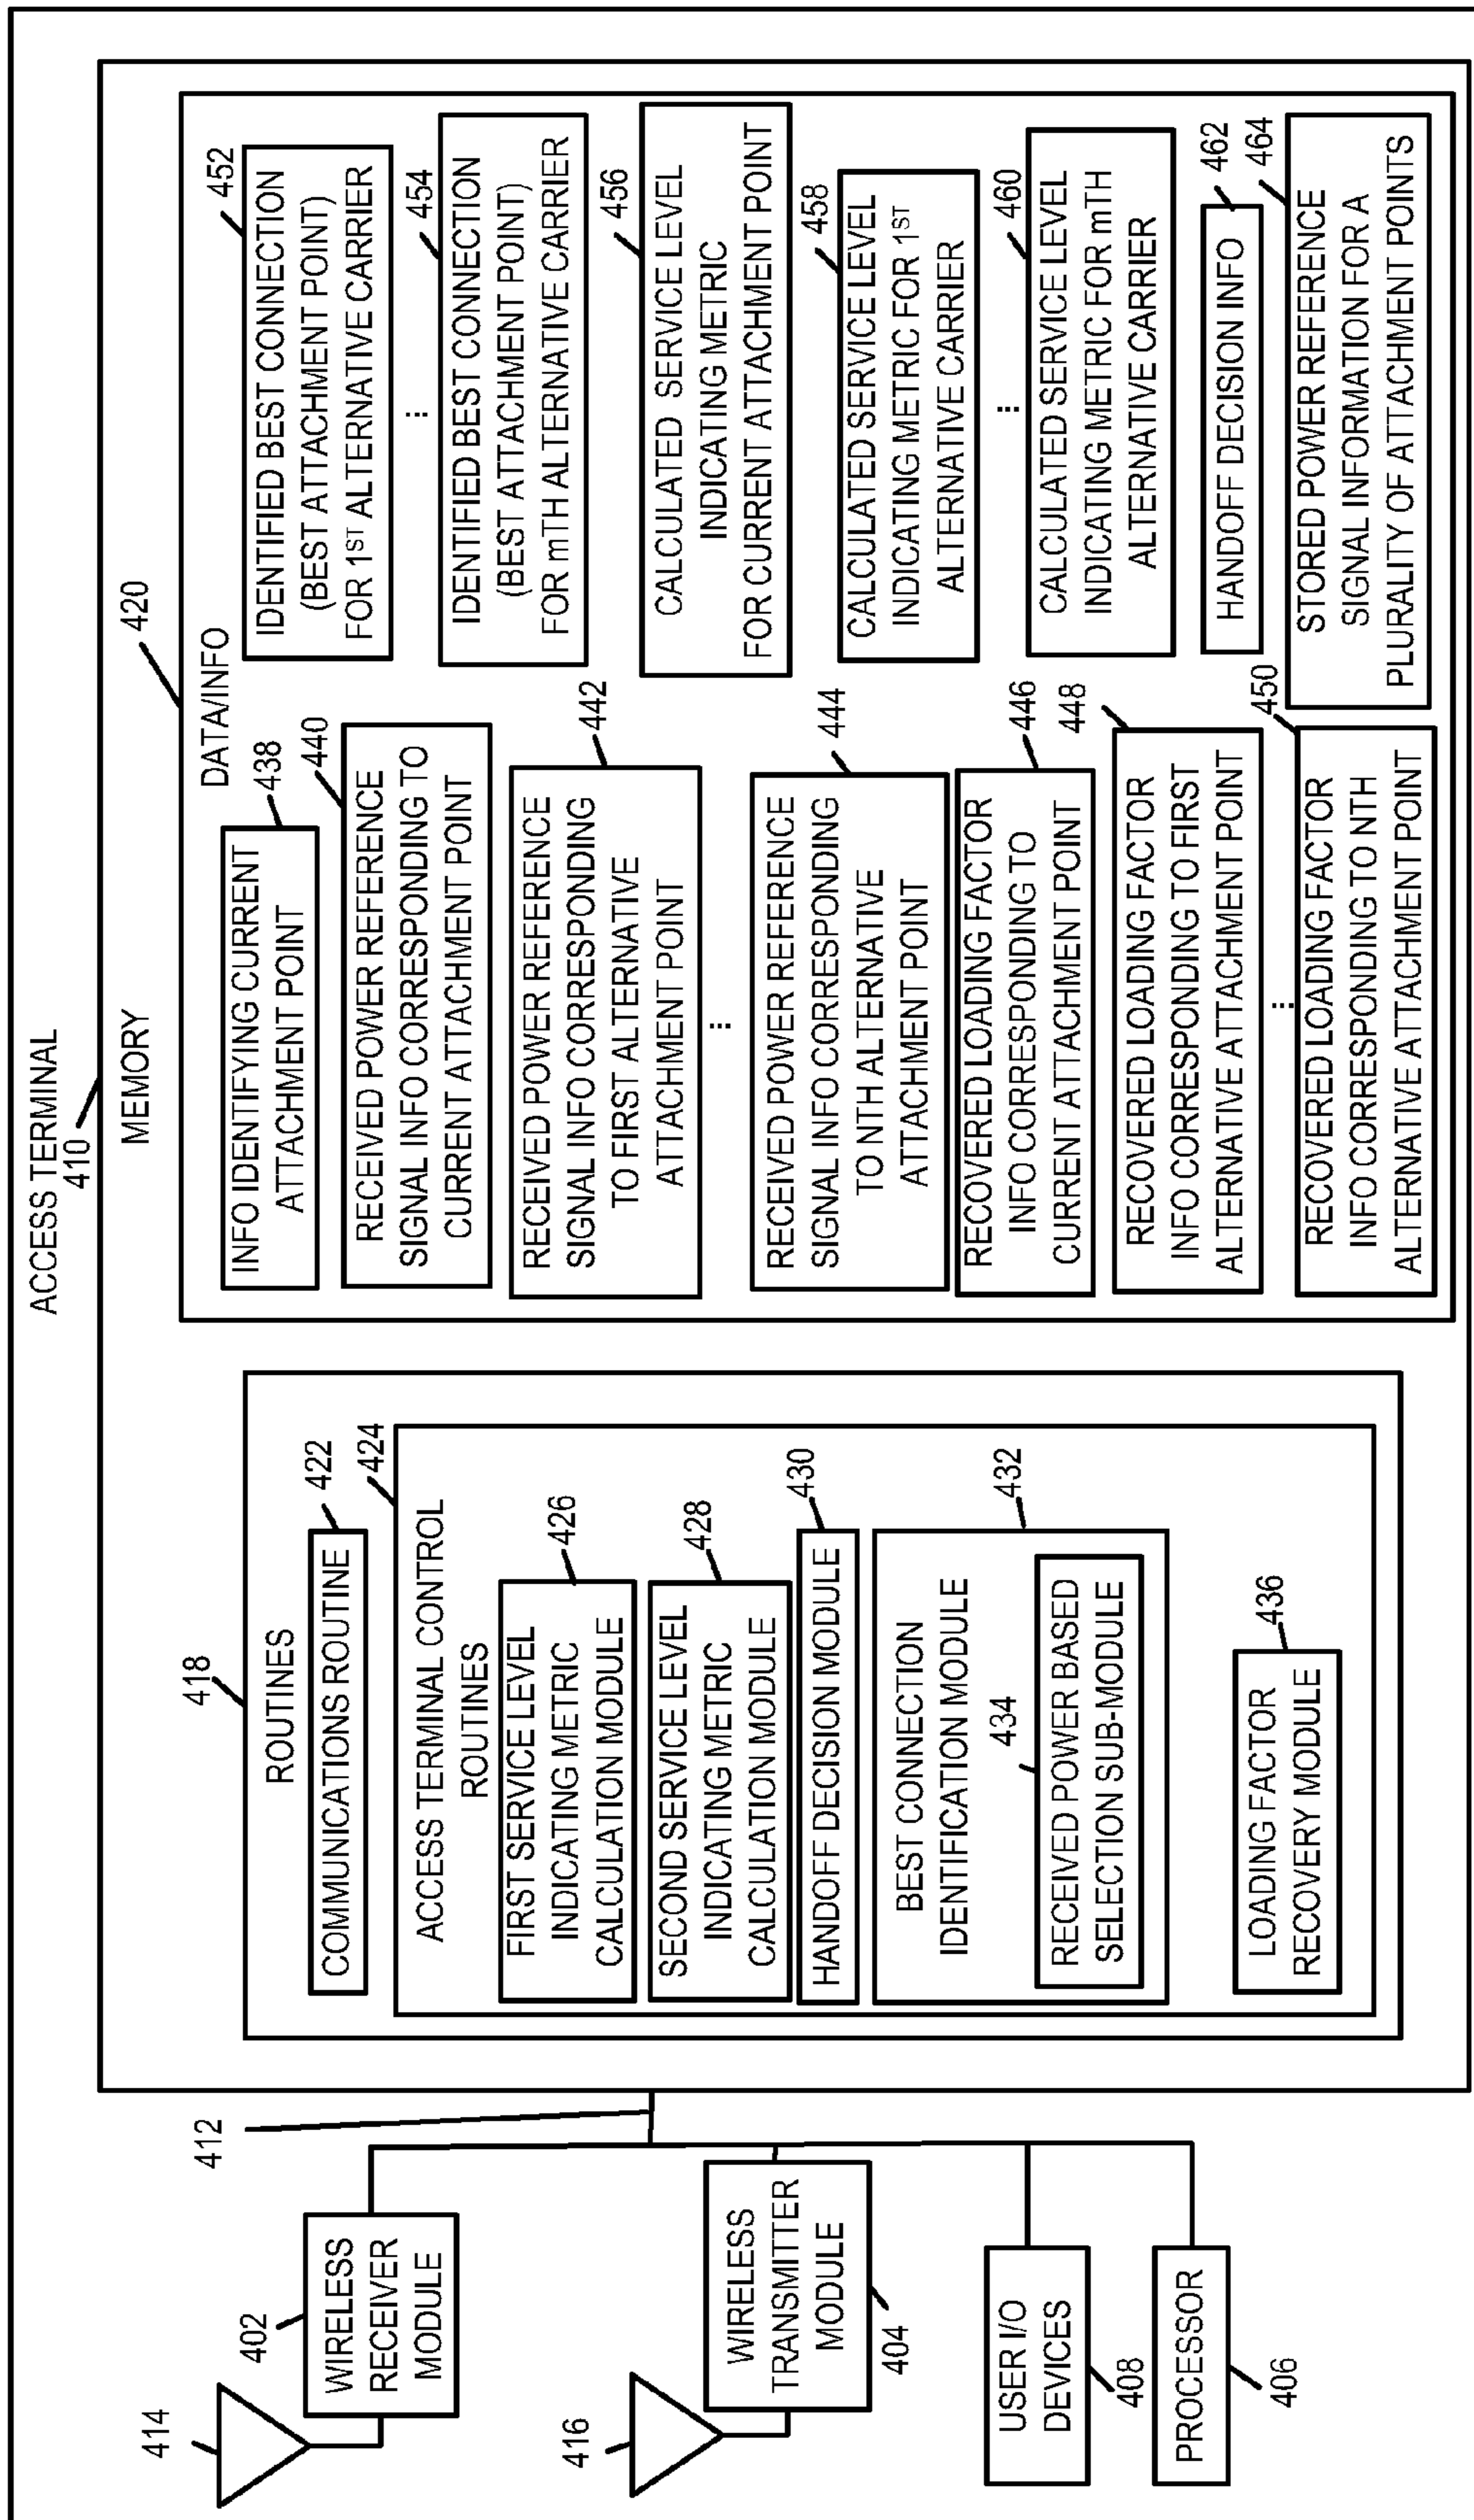 ACCESS TERMINAL
410
MEMORY
414
402
WIRELESS
RECEIVER
MODULE
416
WIRELESS
TRANSMITTER
MODULE
404
USER I/O
DEVICES
408
PROCESSOR
406
412
418
ROUTINES
COMMUNICATIONS ROUTINE
422
424
ACCESS TERMINAL CONTROL
ROUTINES
FIRST SERVICE LEVEL
INDICATING METRIC
CALCULATION MODULE
426
SECOND SERVICE LEVEL
INDICATING METRIC
CALCULATION MODULE
428
HANDOFF DECISION MODULE
430
BEST CONNECTION
IDENTIFICATION MODULE
432
434
RECEIVED POWER BASED
SELECTION SUB-MODULE
LOADING FACTOR
RECOVERY MODULE
436
420
DATA/INFO
INFO IDENTIFYING CURRENT
ATTACHMENT POINT
438
RECEIVED POWER REFERENCE
SIGNAL INFO CORRESPONDING TO
CURRENT ATTACHMENT POINT
440
RECEIVED POWER REFERENCE
SIGNAL INFO CORRESPONDING
TO FIRST ALTERNATIVE
ATTACHMENT POINT
442
...
RECEIVED POWER REFERENCE
SIGNAL INFO CORRESPONDING
TO NTH ALTERNATIVE
ATTACHMENT POINT
444
RECOVERED LOADING FACTOR
INFO CORRESPONDING TO
CURRENT ATTACHMENT POINT
446
RECOVERED LOADING FACTOR
INFO CORRESPONDING TO FIRST
ALTERNATIVE ATTACHMENT POINT
448
...
RECOVERED LOADING FACTOR
INFO CORRESPONDING TO NTH
ALTERNATIVE ATTACHMENT POINT
450
IDENTIFIED BEST CONNECTION
(BEST ATTACHMENT POINT)
FOR 1ST ALTERNATIVE CARRIER
452
...
IDENTIFIED BEST CONNECTION
(BEST ATTACHMENT POINT)
FOR mTH ALTERNATIVE CARRIER
454
CALCULATED SERVICE LEVEL
INDICATING METRIC
FOR CURRENT ATTACHMENT POINT
456
CALCULATED SERVICE LEVEL
INDICATING METRIC FOR 1ST
ALTERNATIVE CARRIER
458
...
CALCULATED SERVICE LEVEL
INDICATING METRIC FOR mTH
ALTERNATIVE CARRIER
460
HANDOFF DECISION INFO
462
STORED POWER REFERENCE
SIGNAL INFORMATION FOR A
PLURALITY OF ATTACHMENT POINTS
464